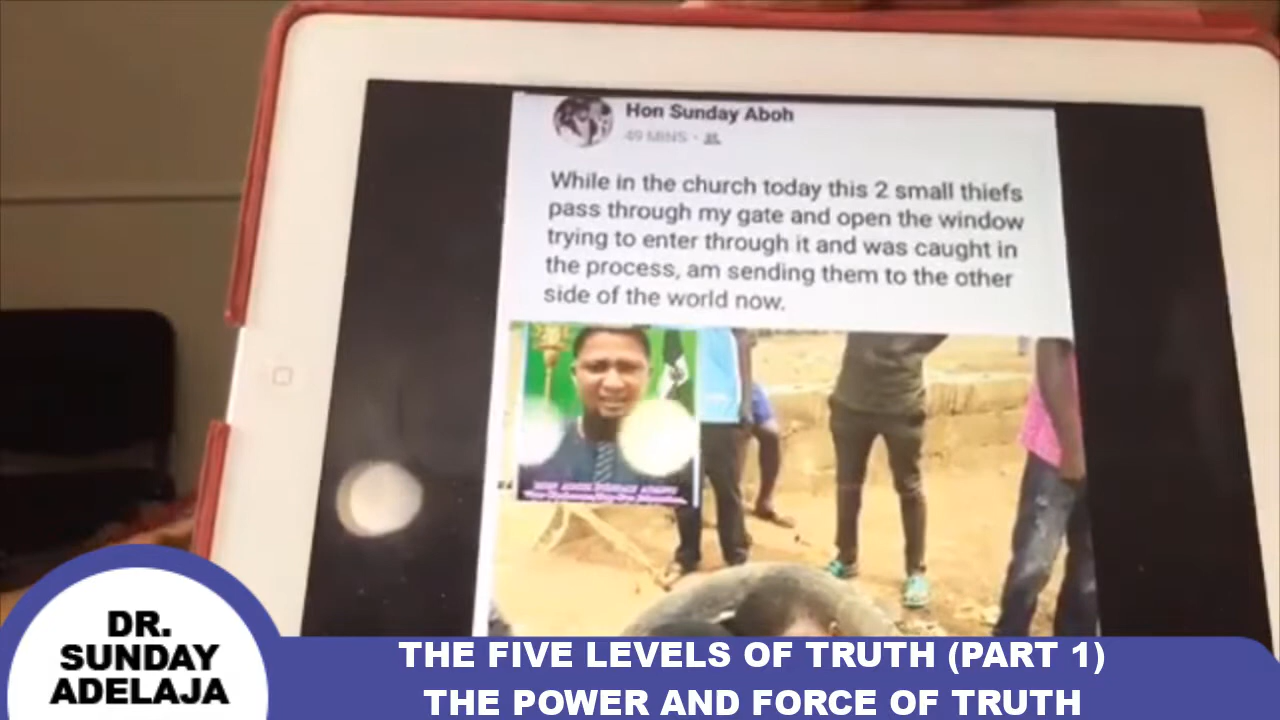 Hon Sunday Aboh
49 MINS ·
While in the church today this 2 small thiefs
pass through my gate and open the window
trying to enter through it and was caught in
the process, am sending them to the other
side of the world now.
DR.
SUNDAY
ADELAJA
THE FIVE LEVELS OF TRUTH (PART 1)
THE POWER AND FORCE OF TRUTH